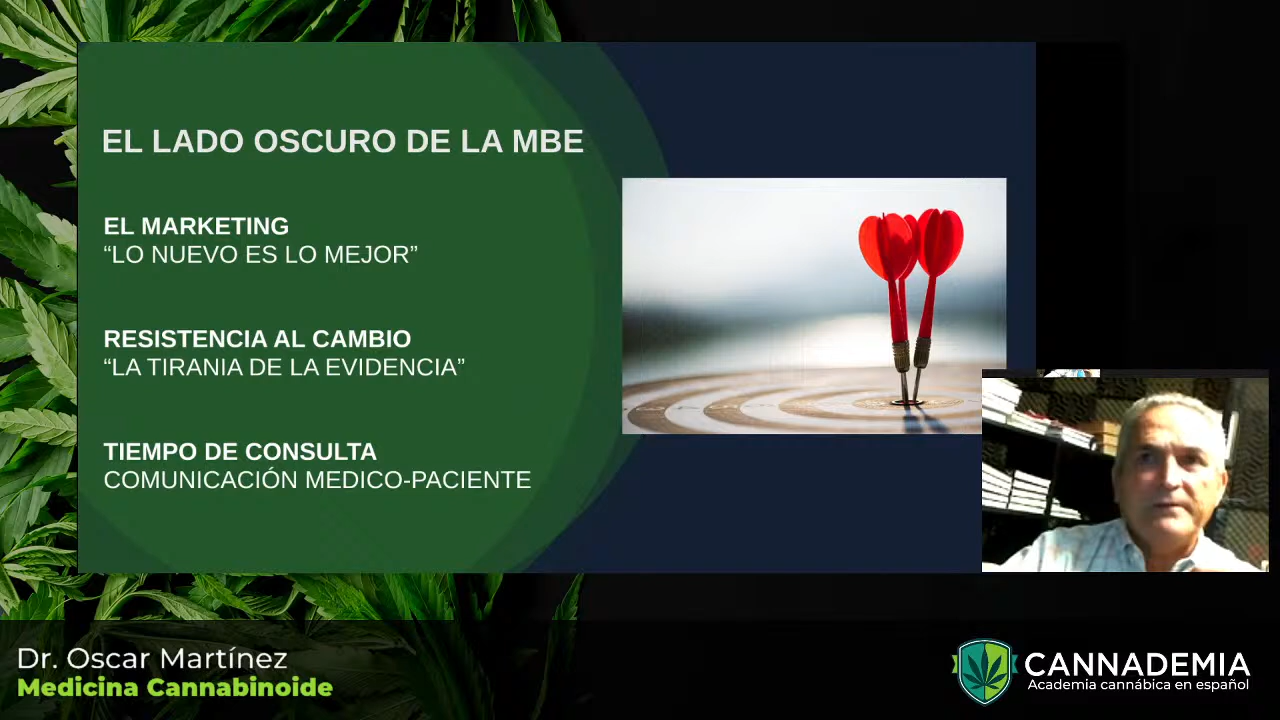 EL LADO OSCURO DE LA MBE
EL MARKETING
“LO NUEVO ES LO MEJOR”
RESISTENCIA AL CAMBIO
“LA TIRANIA DE LA EVIDENCIA”
TIEMPO DE CONSULTA
COMUNICACIÓN MEDICO-PACIENTE
Dr. Oscar Martínez
Medicina Cannabinoide
CANNADEMIA
Academia cannábica en español